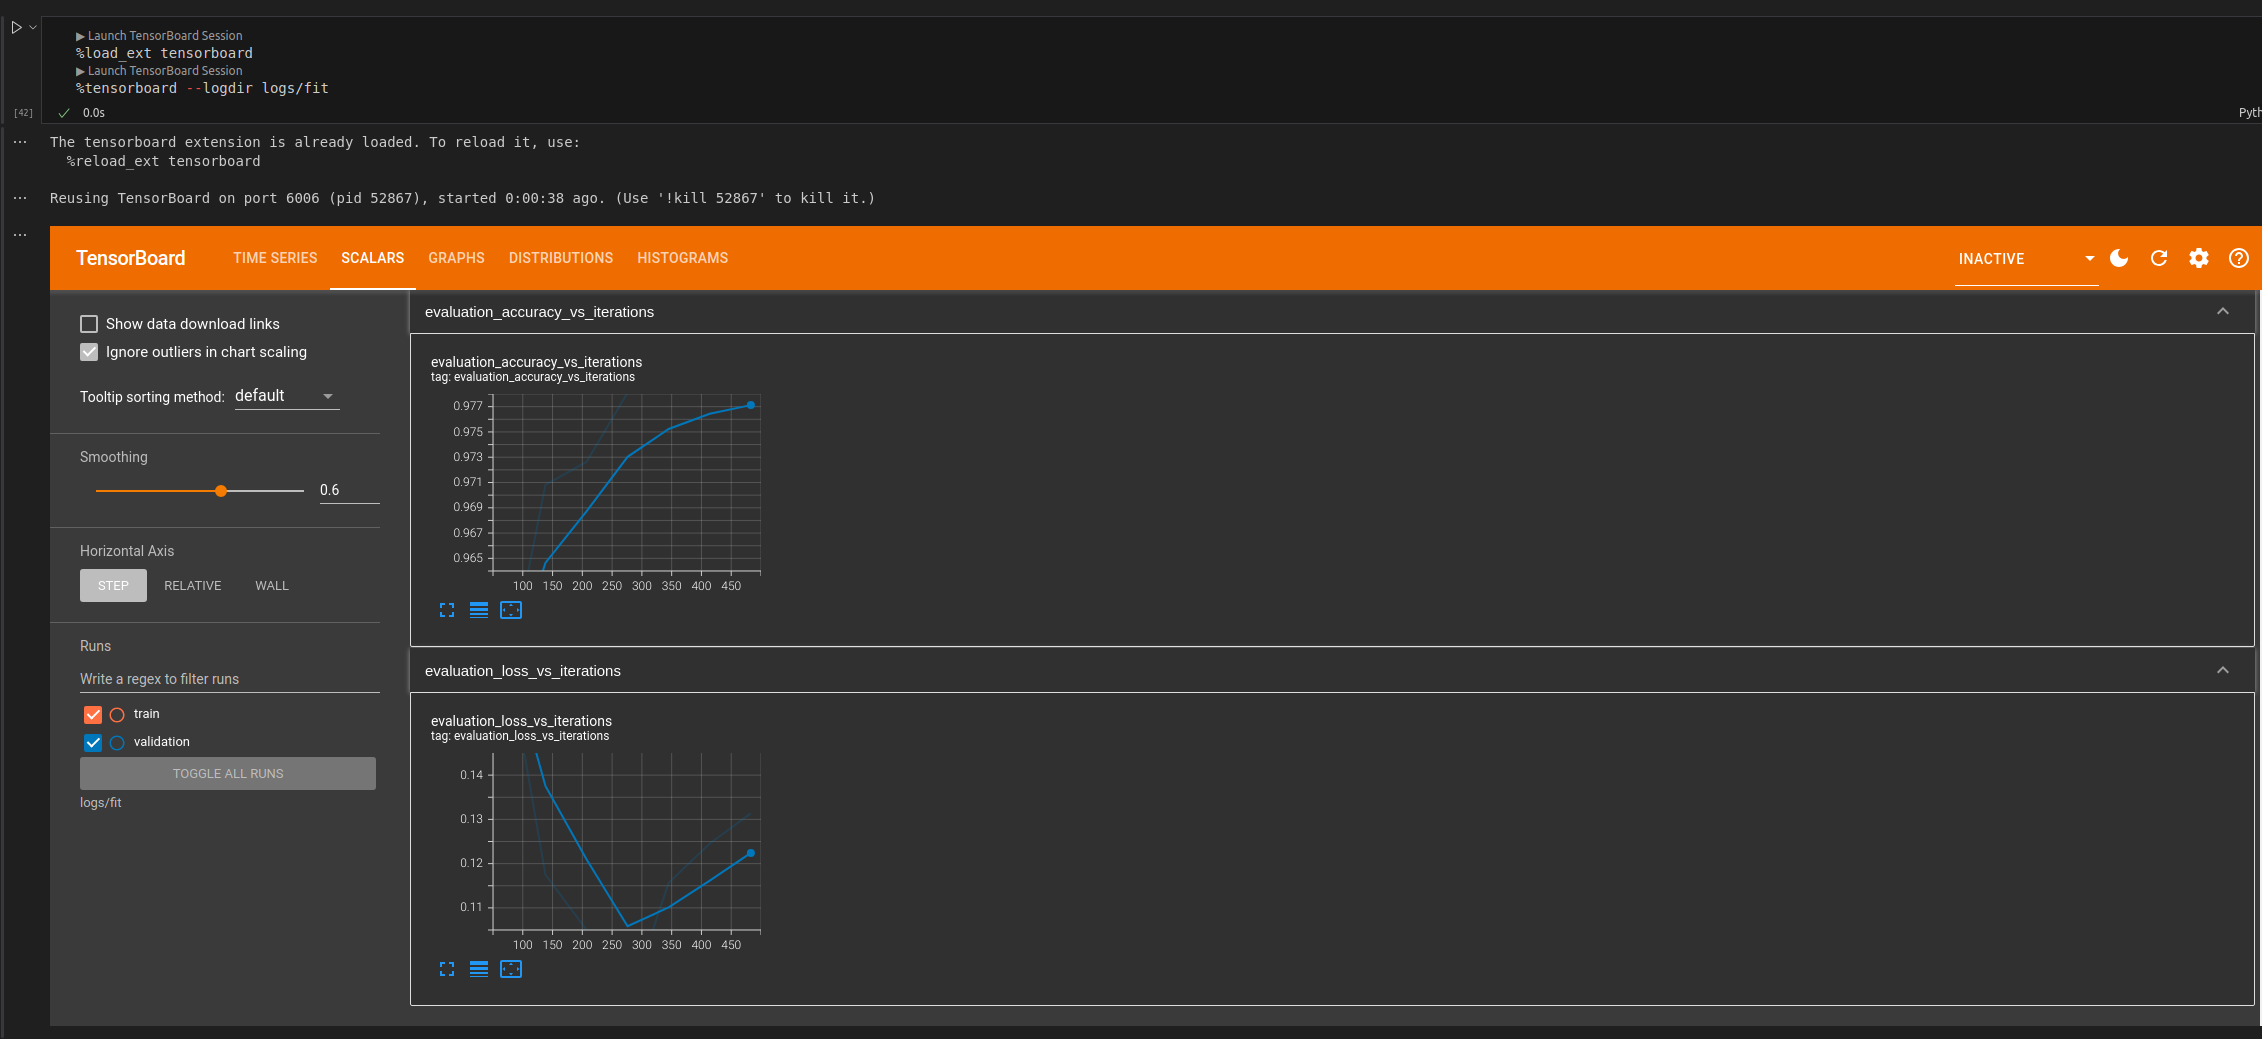 ▶ Launch TensorBoard Session
%load_ext tensorboard
▶ Launch TensorBoard Session
%tensorboard --logdir logs/fit
[42]
0.0s
Pyth
The tensorboard extension is already loaded. To reload it, use:
%reload_ext tensorboard
Reusing TensorBoard on port 6006 (pid 52867), started 0:00:38 ago. (Use '!kill 52867' to kill it.)
TensorBoard TIME SERIES SCALARS GRAPHS DISTRIBUTIONS HISTOGRAMS INACTIVE
Show data download links
Ignore outliers in chart scaling
Tooltip sorting method: default
Smoothing
0.6
Horizontal Axis
STEP RELATIVE WALL
Runs
Write a regex to filter runs
train
validation
TOGGLE ALL RUNS
logs/fit
evaluation_accuracy_vs_iterations
evaluation_accuracy_vs_iterations
tag: evaluation_accuracy_vs_iterations
0.977
0.975
0.973
0.971
0.969
0.967
0.965
100 150 200 250 300 350 400 450
evaluation_loss_vs_iterations
evaluation_loss_vs_iterations
tag: evaluation_loss_vs_iterations
0.14
0.13
0.12
0.11
100 150 200 250 300 350 400 450